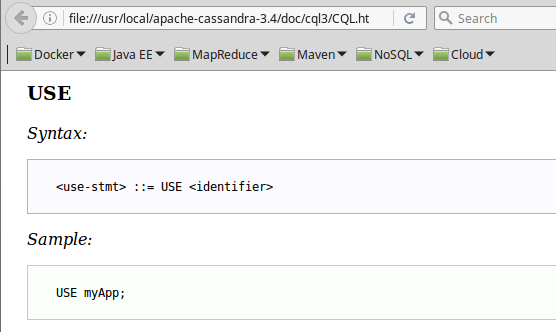 file:///usr/local/apache-cassandra-3.4/doc/cql3/CQL.ht
Search
Docker Java EE MapReduce Maven NoSQL Cloud
USE
Syntax:
<use-stmt> ::= USE <identifier>
Sample:
USE myApp;